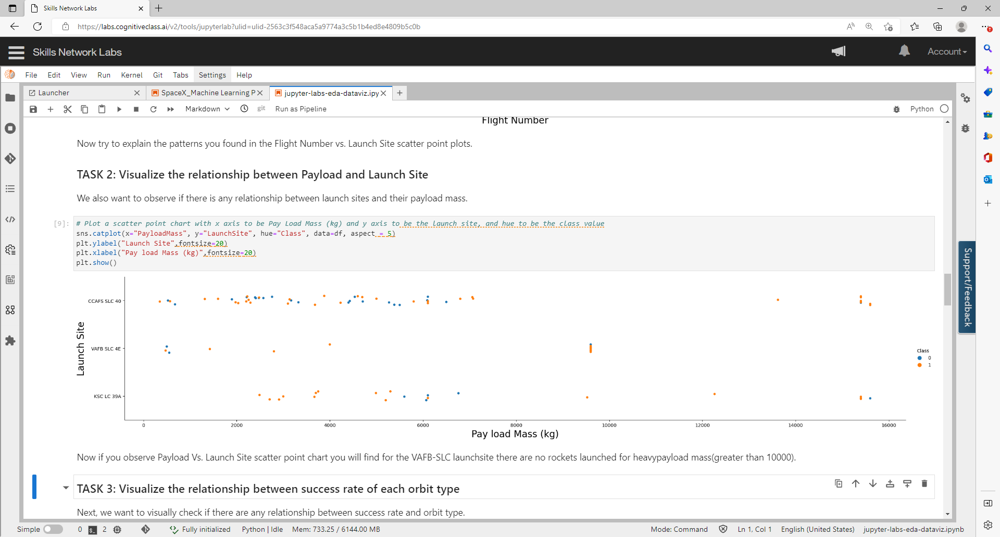 Skills Network Labs
https://labs.cognitiveclass.ai/v2/tools/jupyterlab?ulid=ulid-2563c3f548aca5a9774a3c5b1b4ed8e4809b5c0b
Skills Network Labs
Account
File Edit View Run Kernel Git Tabs Settings Help
Launcher SpaceX_Machine Learning P jupyter-labs-eda-dataviz.ipy
Markdown git Run as Pipeline Python
Flight Number
Now try to explain the patterns you found in the Flight Number vs. Launch Site scatter point plots.
TASK 2: Visualize the relationship between Payload and Launch Site
We also want to observe if there is any relationship between launch sites and their payload mass.
[9]: # Plot a scatter point chart with x axis to be Pay Load Mass (kg) and y axis to be the launch site, and hue to be the class value
sns.catplot(x="PayloadMass", y="LaunchSite", hue="Class", data=df, aspect = 5)
plt.ylabel("Launch Site",fontsize=20)
plt.xlabel("Pay load Mass (kg)",fontsize=20)
plt.show()
CCAFS SLC 40
VAFB SLC 4E
KSC LC 39A
Launch Site
Class
0
1
0 2000 4000 6000 8000 10000 12000 14000 16000
Pay load Mass (kg)
Support/Feedback
Now if you observe Payload Vs. Launch Site scatter point chart you will find for the VAFB-SLC launchsite there are no rockets launched for heavypayload mass(greater than 10000).
TASK 3: Visualize the relationship between success rate of each orbit type
Next, we want to visually check if there are any relationship between success rate and orbit type.
Simple 0 $_ 2 Fully initialized Python | Idle Mem: 733.25 / 6144.00 MB Mode: Command Ln 1, Col 1 English (United States) jupyter-labs-eda-dataviz.ipynb